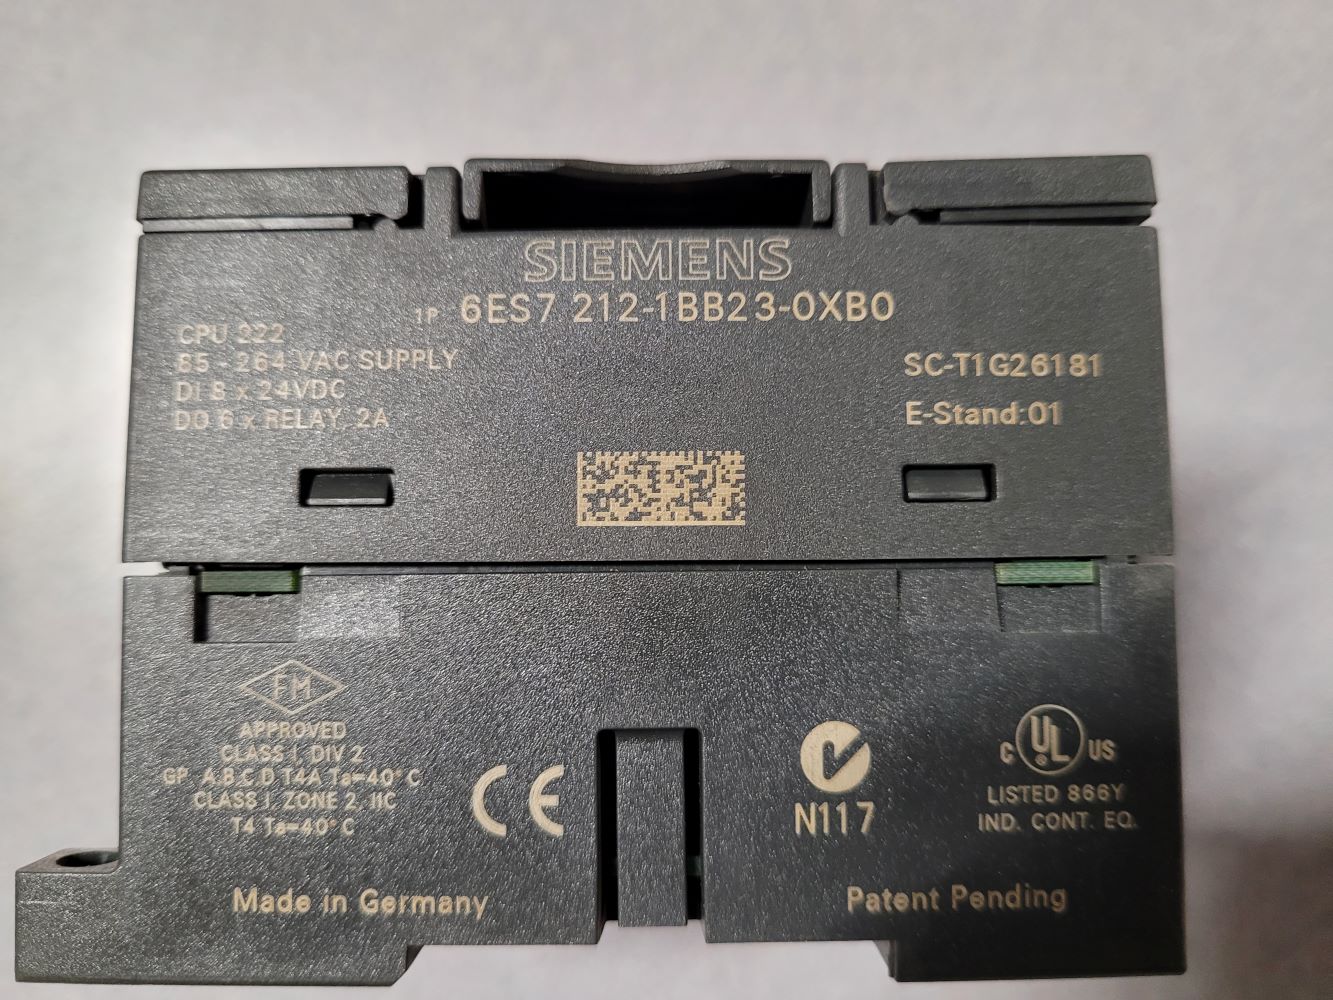 SIEMENS
1P 6ES7 212-1BB23-0XB0
CPU 222
85 - 264 VAC SUPPLY
DI 8 x 24VDC
DO 6 x RELAY, 2A
SC-T1G26181
E-Stand:01
FM
APPROVED
CLASS I, DIV 2
GP. A,B,C,D T4A Ta=40°C
CLASS I, ZONE 2, IIC
T4 Ta=40°C
CE
N117
C UL US
LISTED 866Y
IND. CONT. EQ.
Made in Germany
Patent Pending